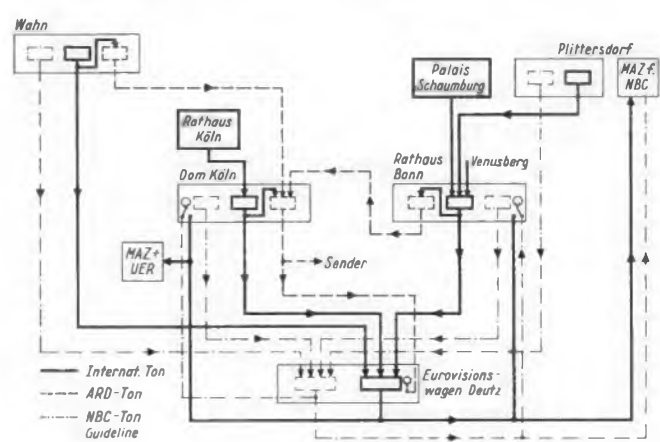 Wahn
Plittersdorf
Palais
Schaumburg
MAZ f.
NBC
Rathaus
Köln
Dom Köln
Rathaus
Bonn
Venusberg
MAZ +
UER
Sender
Internat. Ton
ARD-Ton
NBC-Ton
Guideline
Eurovisions-
wagen Deutz